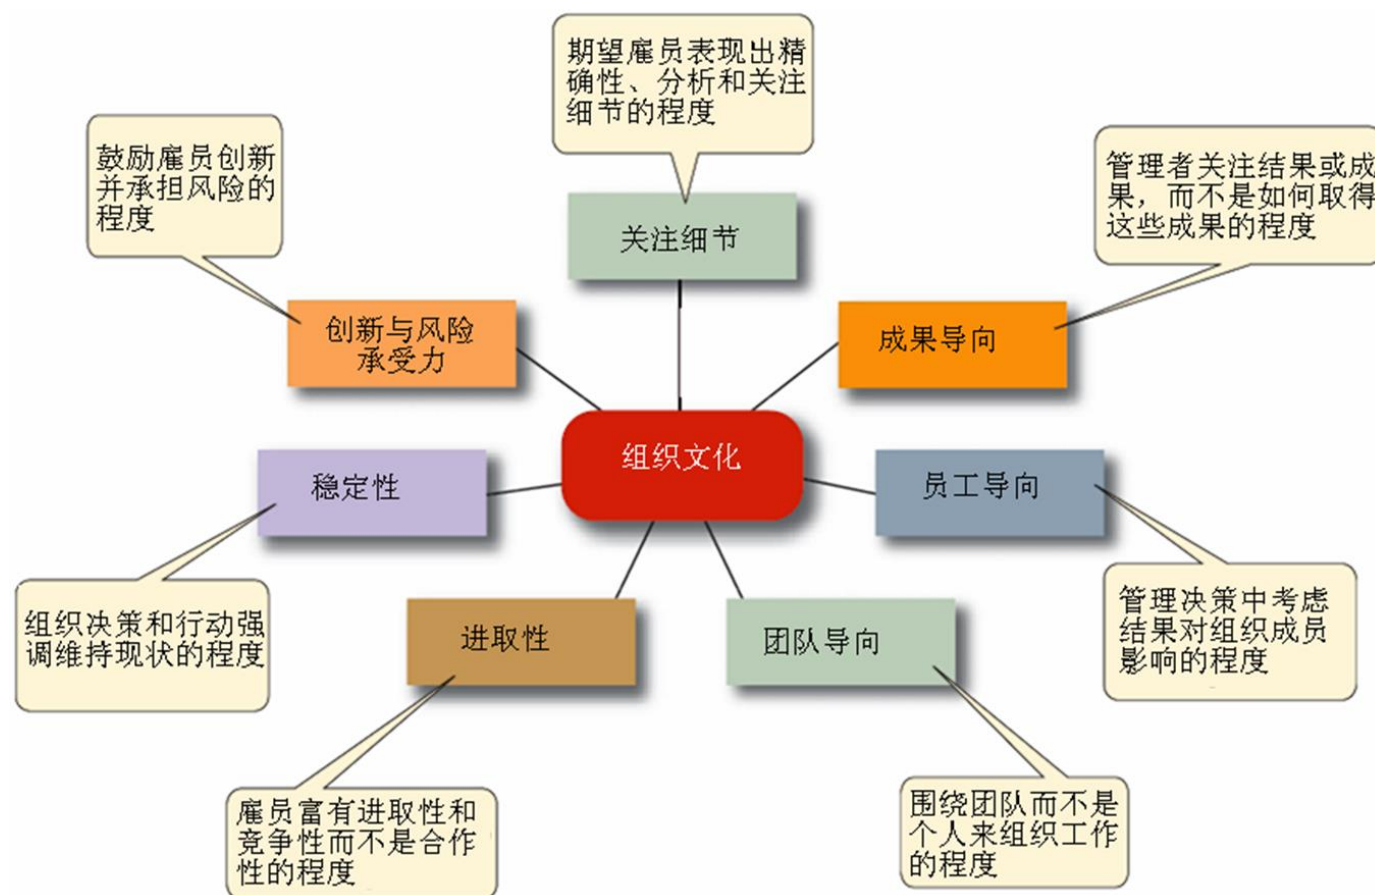 期望雇员表现出精
确性、分析和关注
细节的程度
鼓励雇员创新
并承担风险的
程度
管理者关注结果或成
果，而不是如何取得
这些成果的程度
关注细节
创新与风险
承受力
成果导向
组织文化
稳定性
员工导向
组织决策和行动强
调维持现状的程度
进取性
团队导向
管理决策中考虑
结果对组织成员
影响的程度
雇员富有进取性和
竞争性而不是合作
性的程度
围绕团队而不是
个人来组织工作
的程度